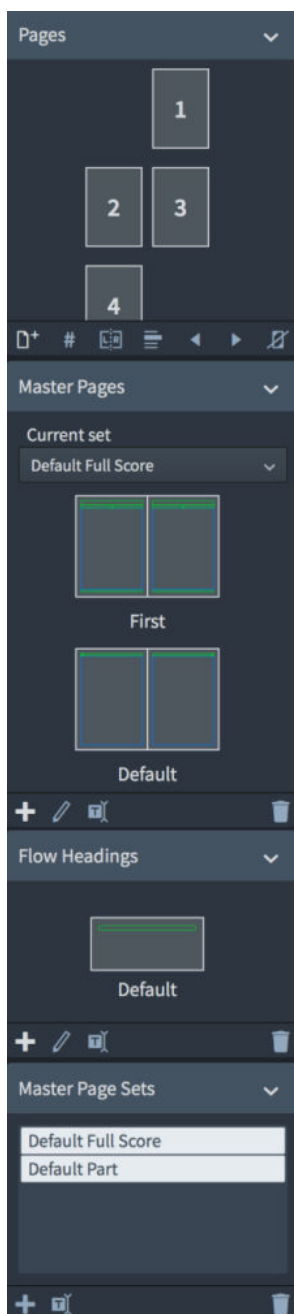 Pages
1
2 3
4
#
L R
Master Pages
Current set
Default Full Score
First
Default
T
Flow Headings
Default
T
Master Page Sets
Default Full Score
Default Part
T